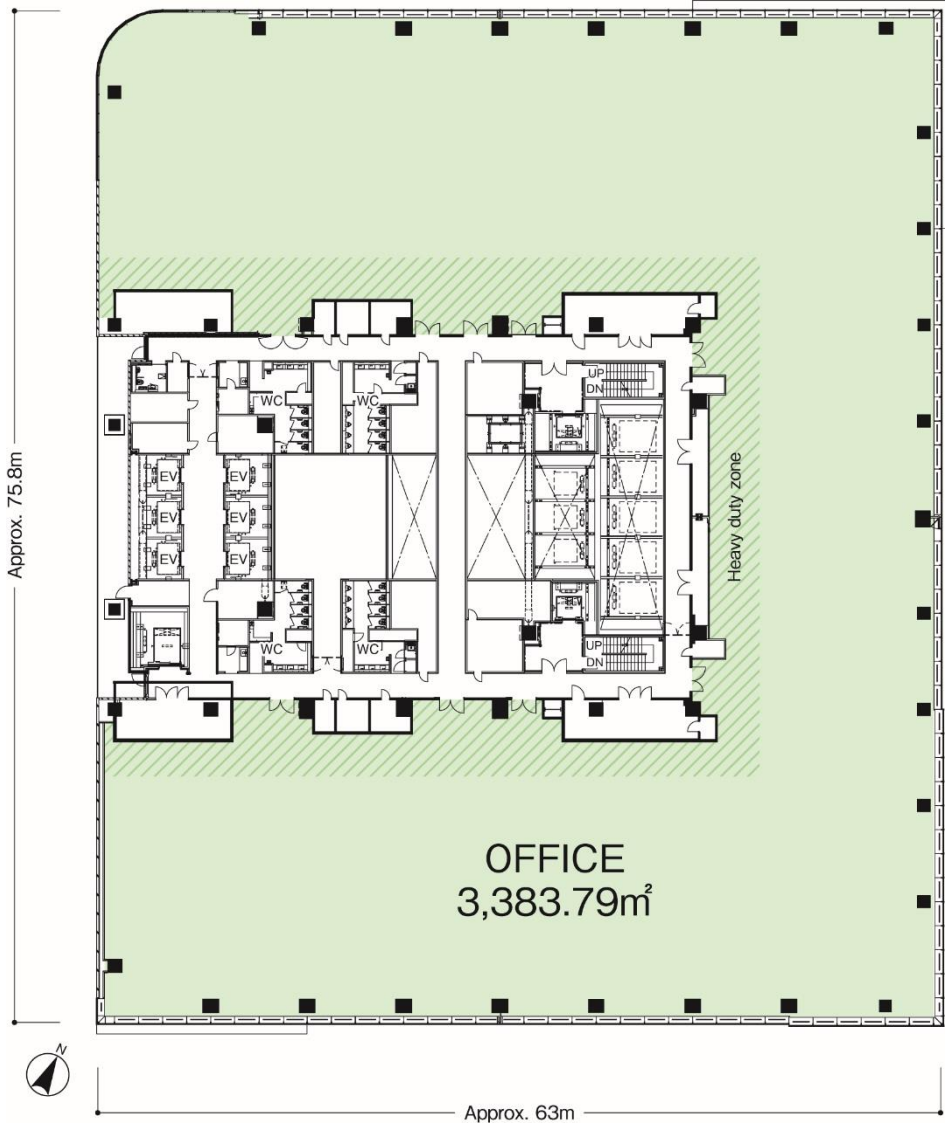 Approx. 75.8m
UP
DN
WC
WC
EV
EV
EV
EV
EV
EV
Heavy duty zone
WC
WC
UP
DN
OFFICE
3,383.79㎡
N
Approx. 63m